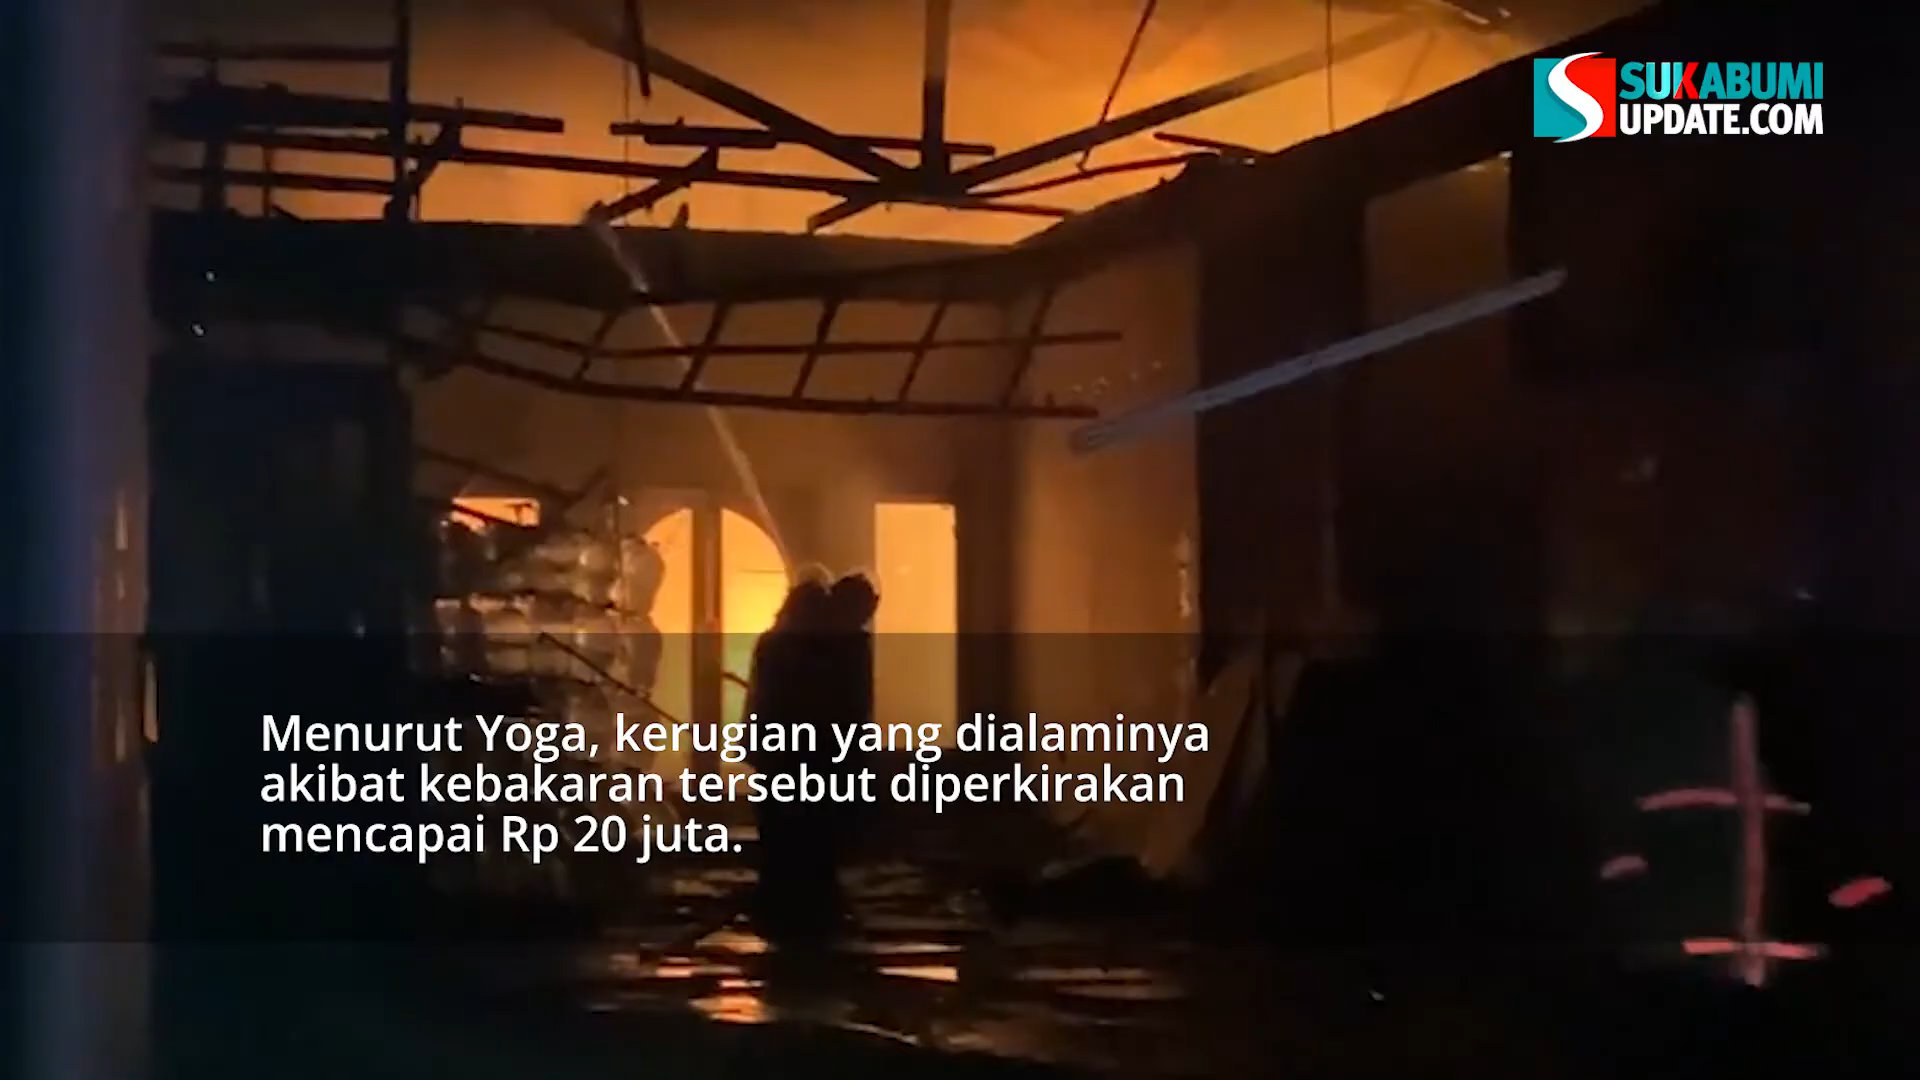 SUKABUMI
UPDATE.COM
Menurut Yoga, kerugian yang dialaminya
akibat kebakaran tersebut diperkirakan
mencapai Rp 20 juta.